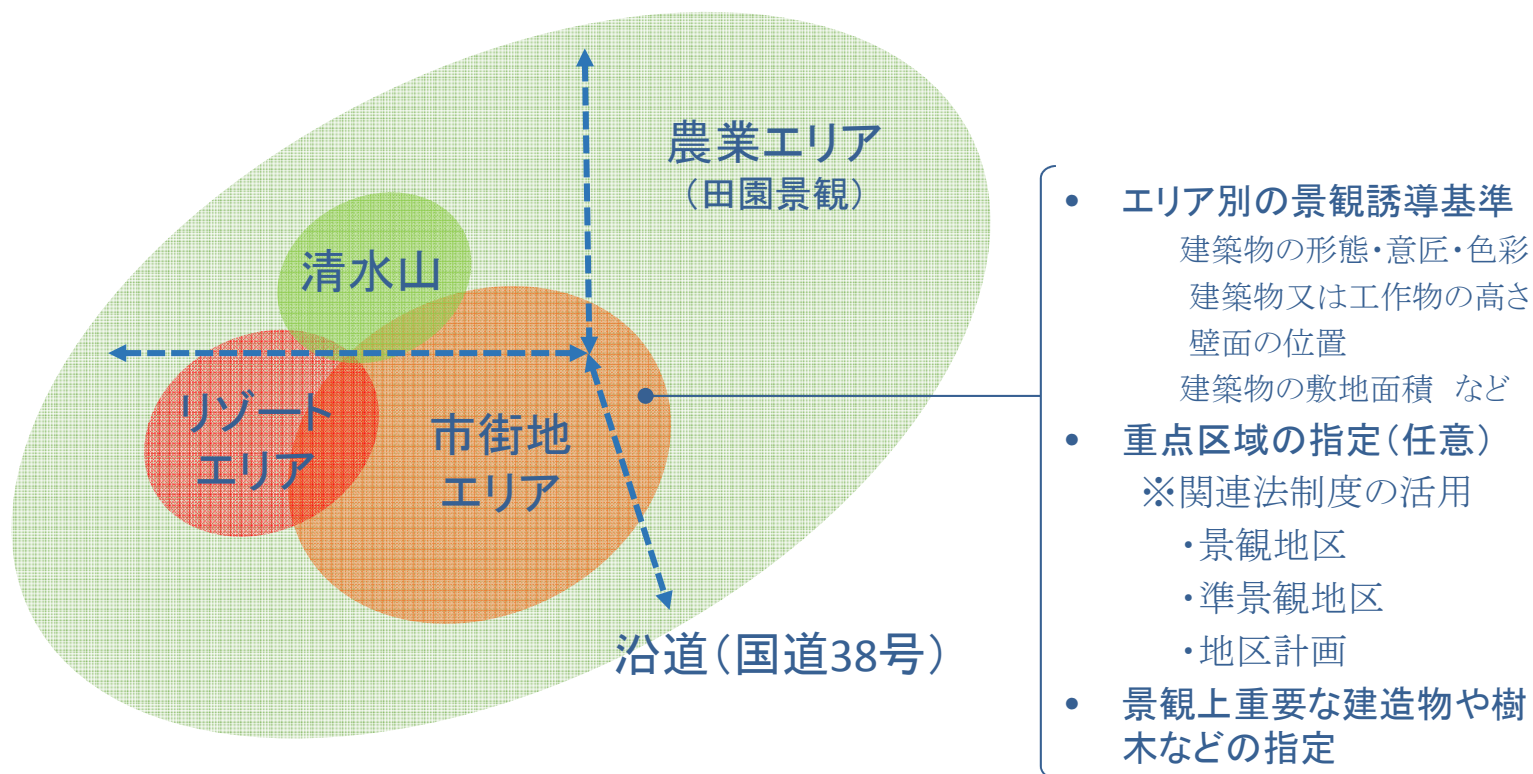 農業エリア
（田園景観）
清水山
リゾート
エリア
市街地
エリア
沿道（国道38号）
• エリア別の景観誘導基準
建築物の形態・意匠・色彩
建築物又は工作物の高さ
壁面の位置
建築物の敷地面積 など
• 重点区域の指定（任意）
※関連法制度の活用
・景観地区
・準景観地区
・地区計画
• 景観上重要な建造物や樹
木などの指定